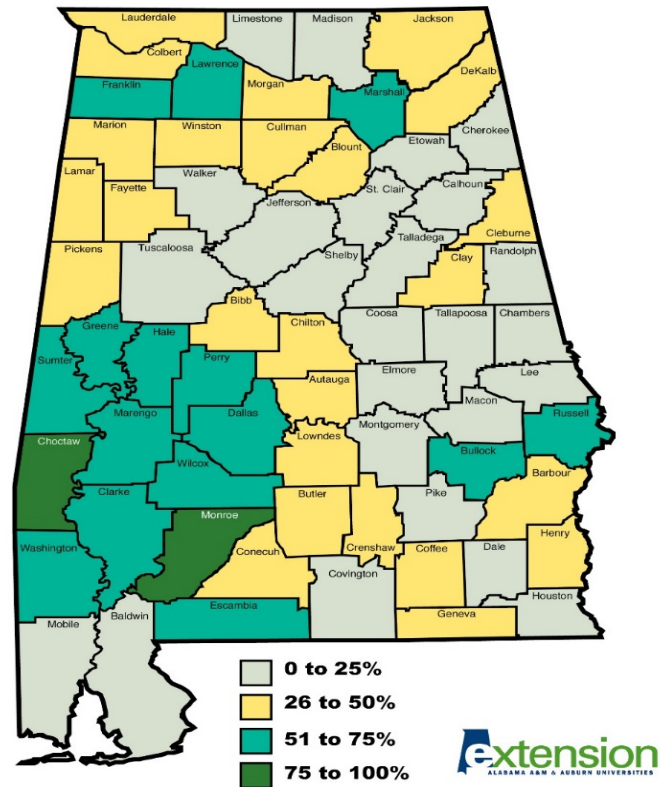 Lauderdale
Limestone
Madison
Jackson
Colbert
Lawrence
Franklin
Morgan
Marshall
DeKalb
Marion
Winston
Cullman
Blount
Etowah
Cherokee
Lamar
Fayette
Walker
Jefferson
St. Clair
Calhoun
Cleburne
Pickens
Tuscaloosa
Shelby
Talladega
Clay
Randolph
Greene
Hale
Bibb
Chilton
Coosa
Tallapoosa
Chambers
Sumter
Perry
Autauga
Elmore
Lee
Marengo
Dallas
Macon
Russell
Choctaw
Wilcox
Lowndes
Montgomery
Bullock
Barbour
Clarke
Monroe
Butler
Crenshaw
Pike
Henry
Washington
Conecuh
Coffee
Dale
Covington
Houston
Escambia
Geneva
Mobile
Baldwin
0 to 25%
26 to 50%
51 to 75%
75 to 100%
extension
ALABAMA A&M & AUBURN UNIVERSITIES